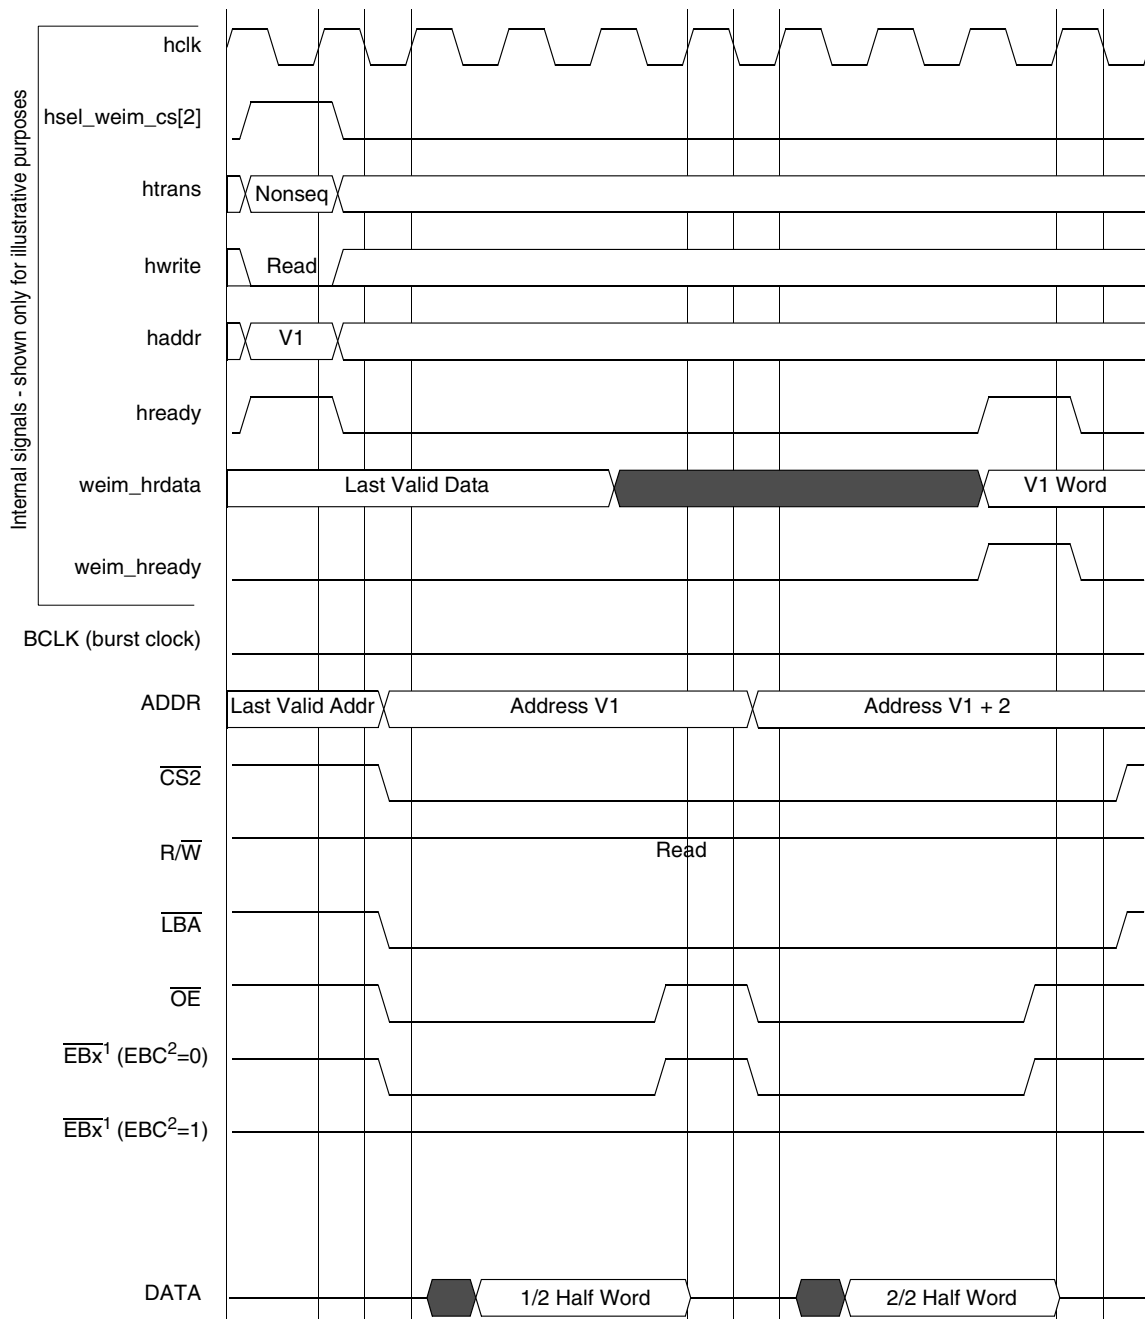 Internal signals - shown only for illustrative purposes
hclk
hsel_weim_cs[2]
htrans
Nonseq
hwrite
Read
haddr
V1
hready
weim_hrdata
Last Valid Data
V1 Word
weim_hready
BCLK (burst clock)
ADDR
Last Valid Addr
Address V1
Address V1 + 2
CS2
R/W
Read
LBA
OE
EBx1 (EBC2=0)
EBx1 (EBC2=1)
DATA
1/2 Half Word
2/2 Half Word